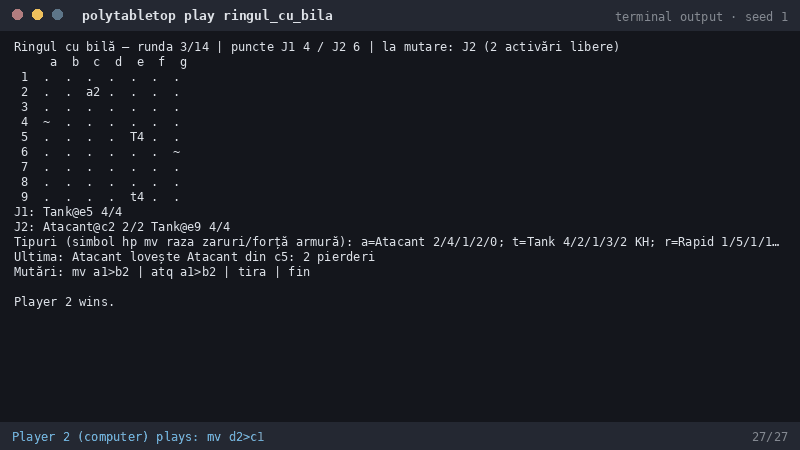 polytabletop play ringul_cu_bila
terminal output · seed 1
Ringul cu bilă — runda 3/14 | puncte J1 4 / J2 6 | la mutare: J2 (2 activări libere)
a b c d e f g
1 . . . . . . .
2 . . a2 . . . .
3 . . . . . . .
4 ~ . . . . . .
5 . . . . T4 . .
6 . . . . . . ~
7 . . . . . . .
8 . . . . . . .
9 . . . . t4 . .
J1: Tank@e5 4/4
J2: Atacant@c2 2/2 Tank@e9 4/4
Tipuri (simbol hp mv raza zaruri/forță armură): a=Atacant 2/4/1/2/0; t=Tank 4/2/1/3/2 KH; r=Rapid 1/5/1/1…
Ultima: Atacant lovește Atacant din c5: 2 pierderi
Mutări: mv a1>b2 | atq a1>b2 | tira | fin
Player 2 wins.
Player 2 (computer) plays: mv d2>c1
27/27